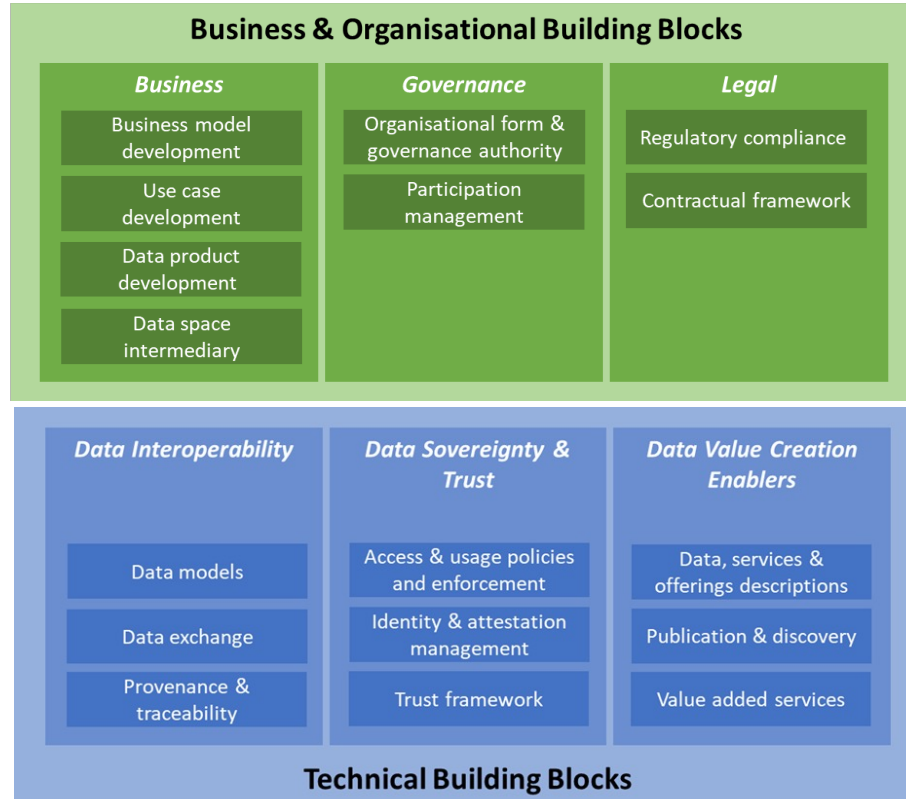 Business & Organisational Building Blocks
Business
Business model
development
Use case
development
Data product
development
Data space
intermediary
Governance
Organisational form &
governance authority
Participation
management
Legal
Regulatory compliance
Contractual framework
Data Interoperability
Data models
Data exchange
Provenance &
traceability
Data Sovereignty &
Trust
Access & usage policies
and enforcement
Identity & attestation
management
Trust framework
Data Value Creation
Enablers
Data, services &
offerings descriptions
Publication & discovery
Value added services
Technical Building Blocks